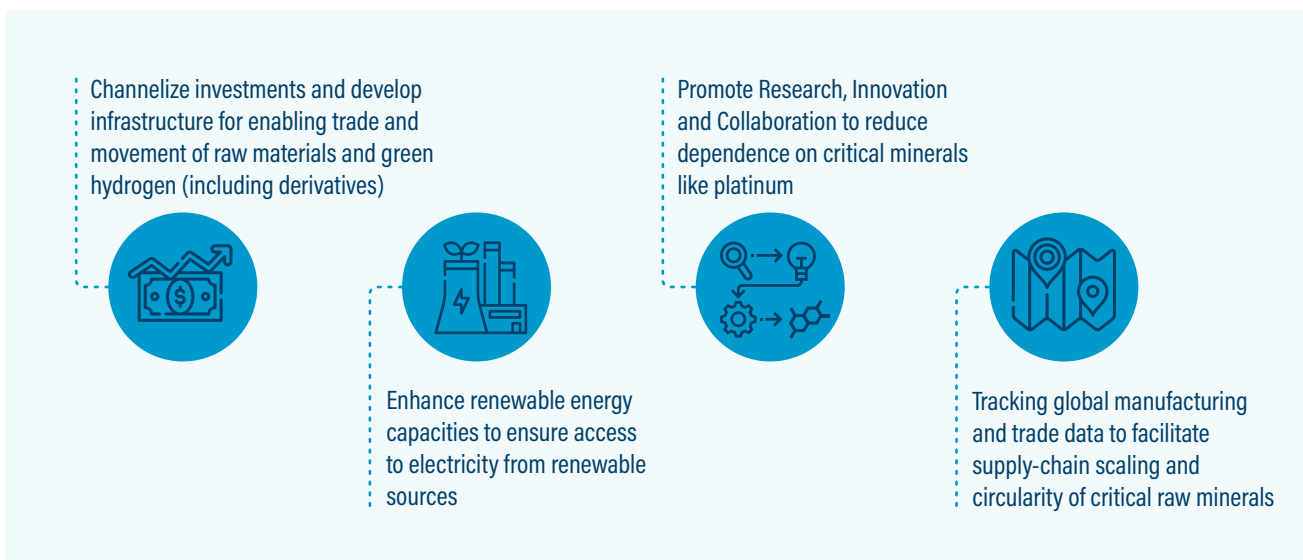 Channelize investments and develop
infrastructure for enabling trade and
movement of raw materials and green
hydrogen (including derivatives)
Enhance renewable energy
capacities to ensure access
to electricity from renewable
sources
Promote Research, Innovation
and Collaboration to reduce
dependence on critical minerals
like platinum
Tracking global manufacturing
and trade data to facilitate
supply-chain scaling and
circularity of critical raw minerals